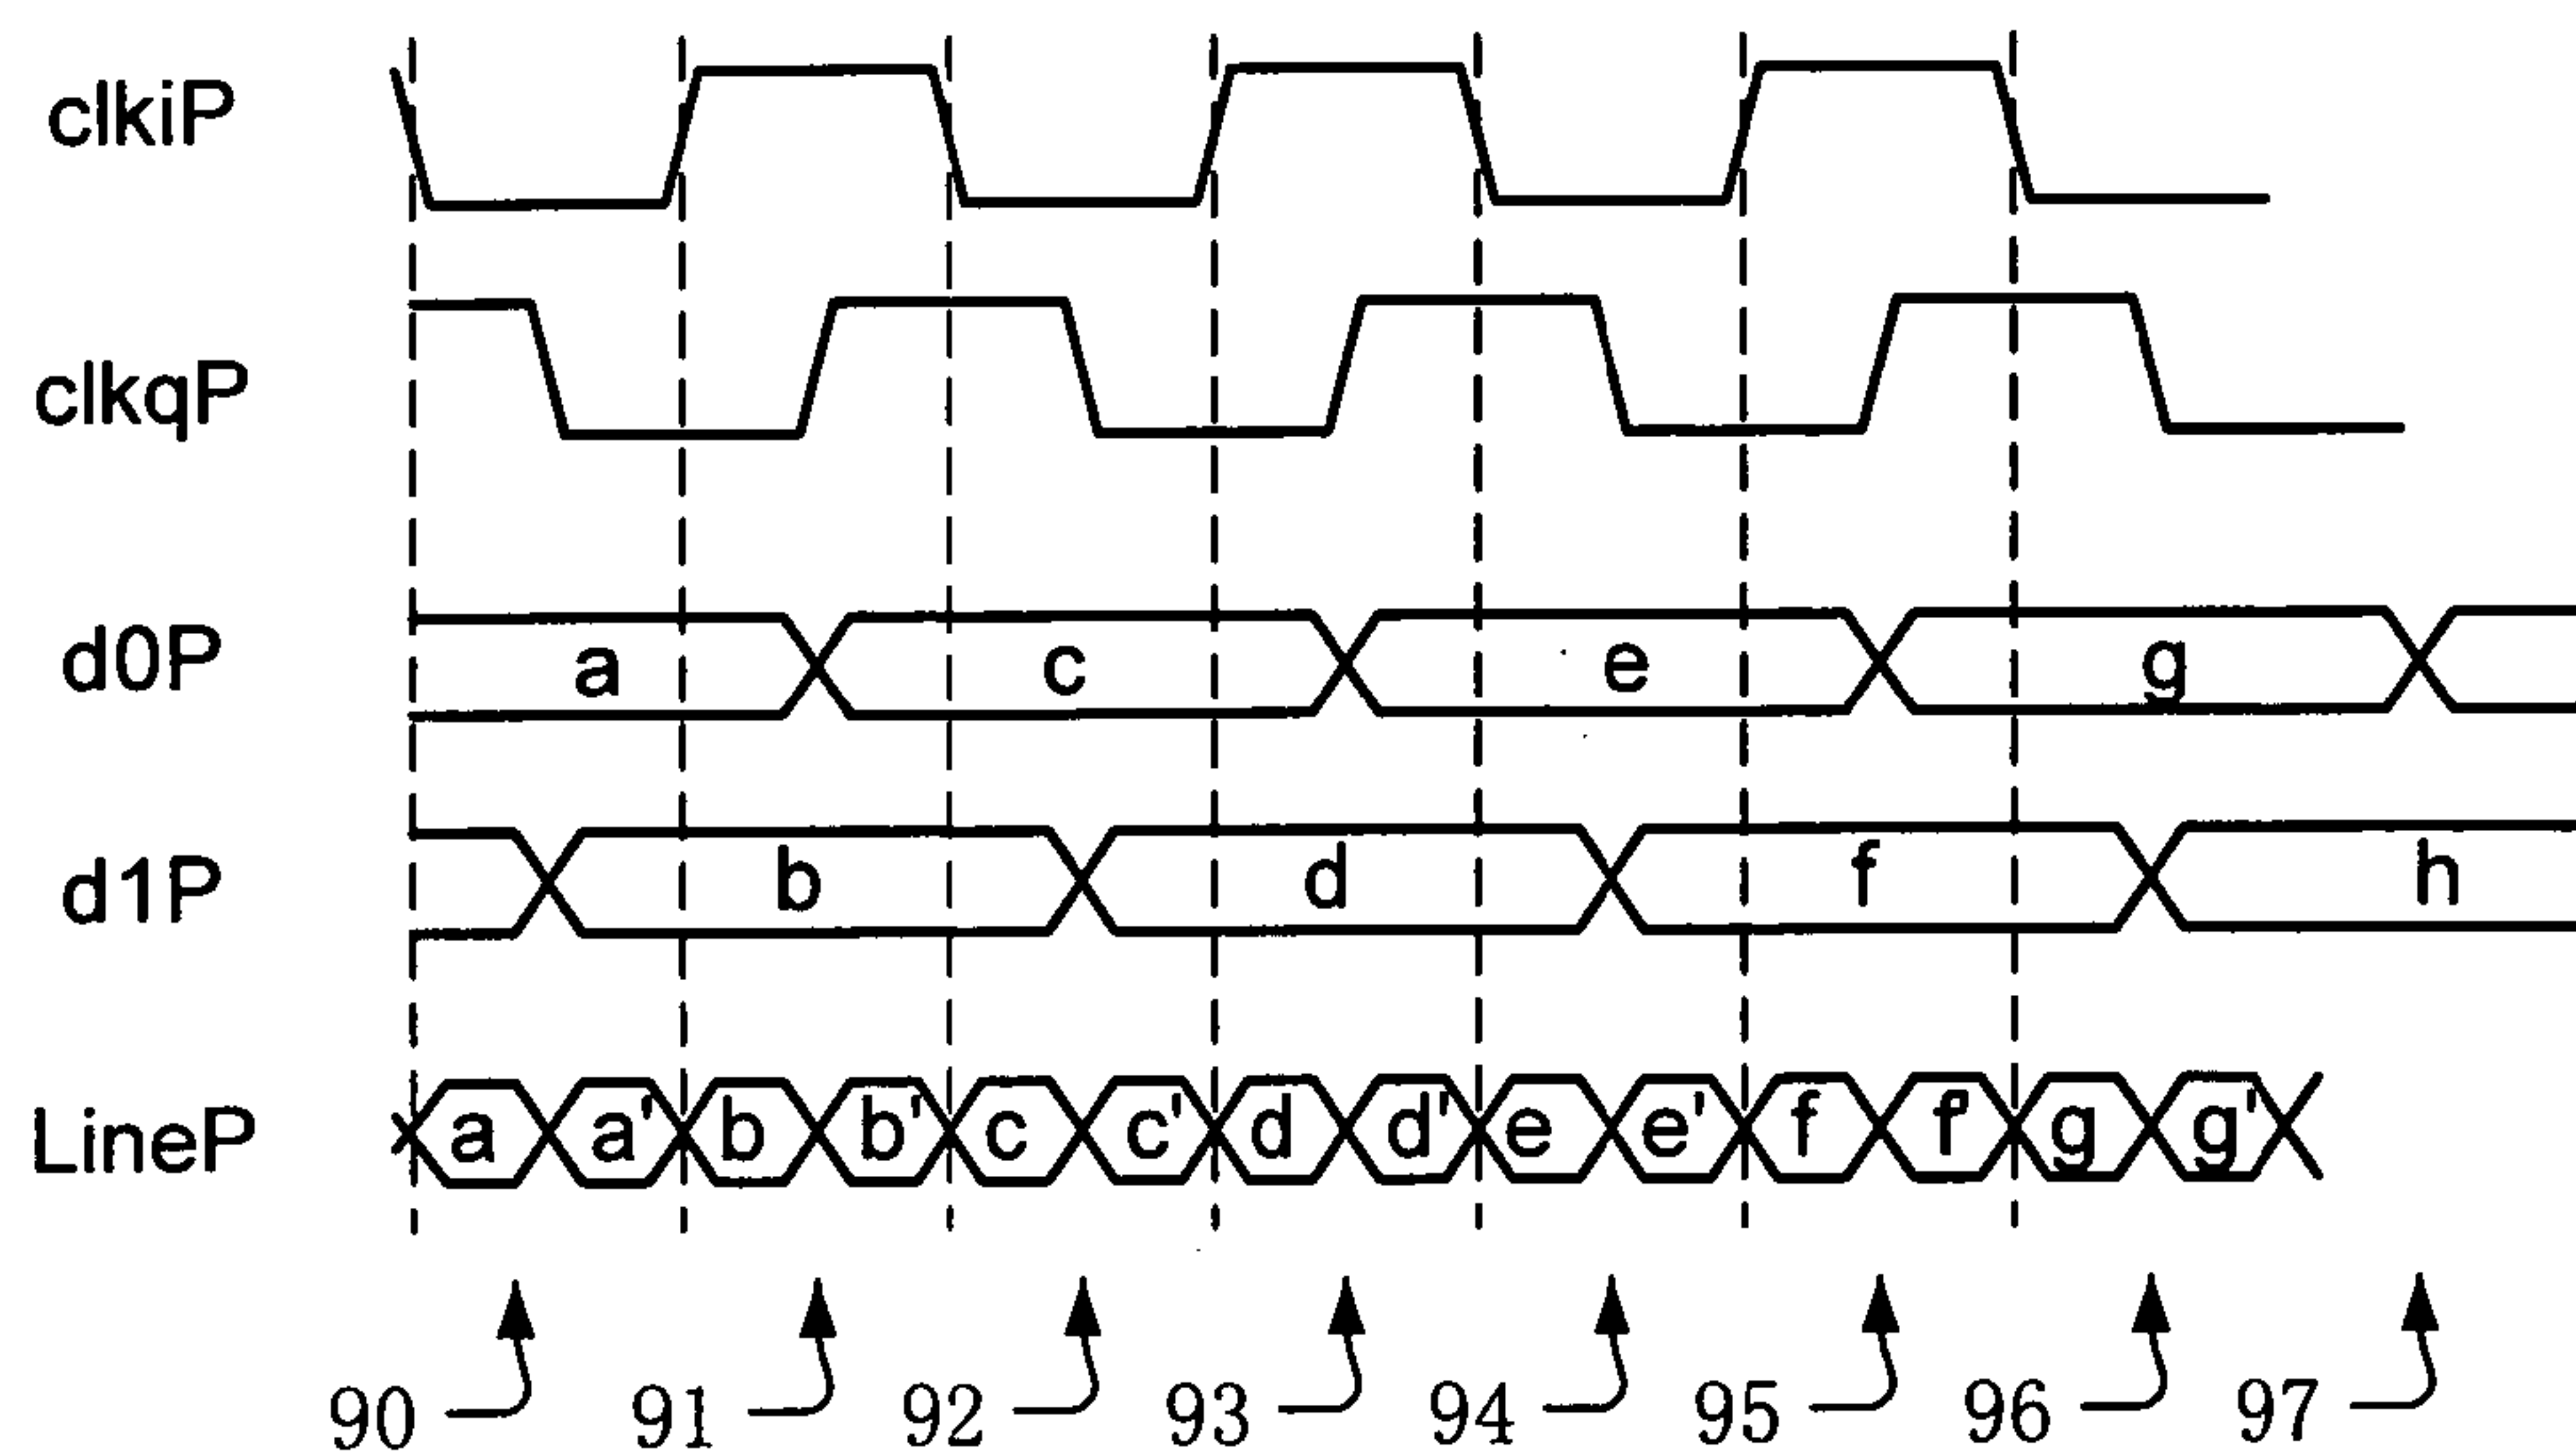 clkiP
clkqP
d0P a c e g
d1P b d f h
LineP a a' b b' c c' d d' e e' f f' g g'
90 91 92 93 94 95 96 97